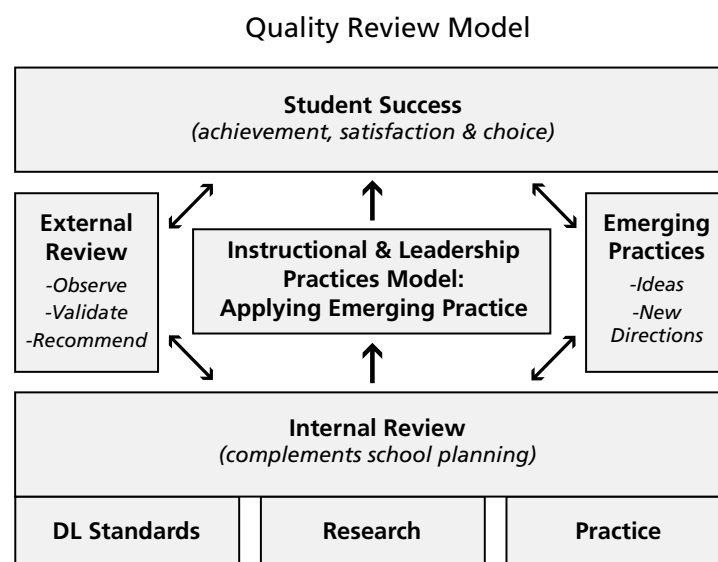 Quality Review Model
Student Success
(achievement, satisfaction & choice)
External
Review
-Observe
-Validate
-Recommend
Instructional & Leadership
Practices Model:
Applying Emerging Practice
Emerging
Practices
-Ideas
-New
Directions
Internal Review
(complements school planning)
DL Standards
Research
Practice